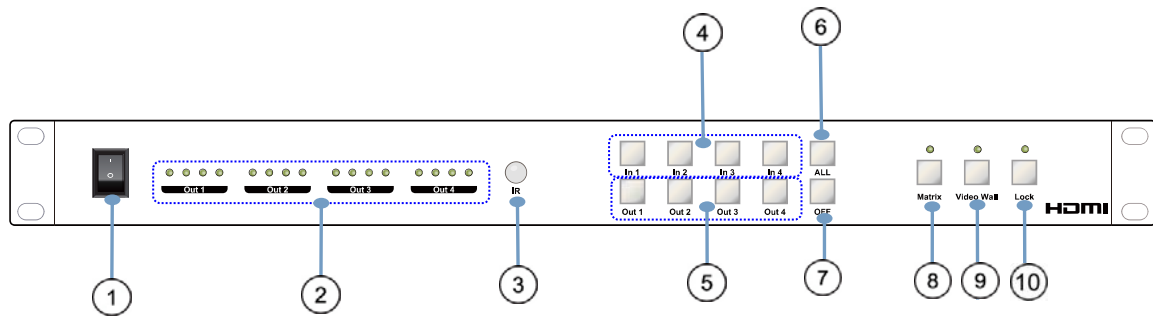 4
6
I
O
Out 1
Out 2
Out 3
Out 4
IR
In 1
In 2
In 3
In 4
ALL
Out 1
Out 2
Out 3
Out 4
OFF
Matrix
Video Wall
Lock
HDMI
1
2
3
5
7
8
9
10